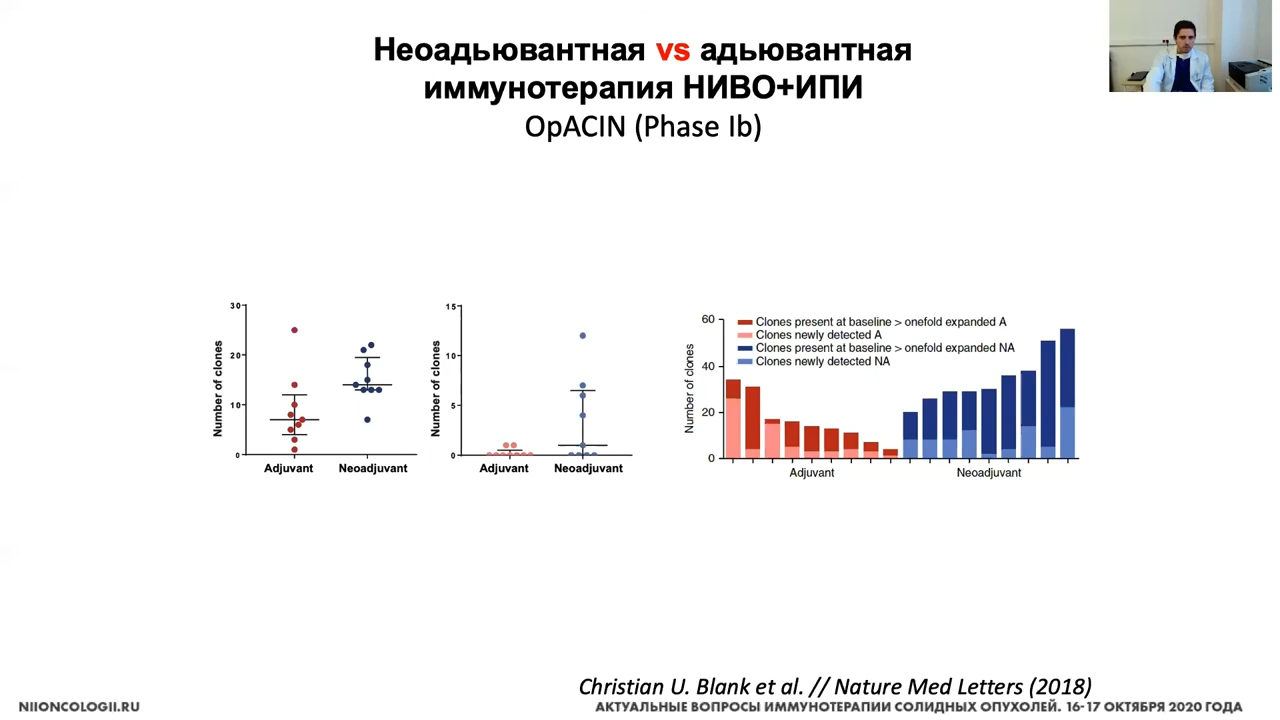 Неоадьювантная vs адьювантная
иммунотерапия НИВО+ИПИ
OpACIN (Phase Ib)
30
20
10
0
Number of clones
Adjuvant
Neoadjuvant
15
10
5
0
Number of clones
Adjuvant
Neoadjuvant
60
40
20
0
Number of clones
Clones present at baseline > onefold expanded A
Clones newly detected A
Clones present at baseline > onefold expanded NA
Clones newly detected NA
Adjuvant
Neoadjuvant
Christian U. Blank et al. // Nature Med Letters (2018)
NIIONCOLOGII.RU
АКТУАЛЬНЫЕ ВОПРОСЫ ИММУНОТЕРАПИИ СОЛИДНЫХ ОПУХОЛЕЙ. 16-17 ОКТЯБРЯ 2020 ГОДА